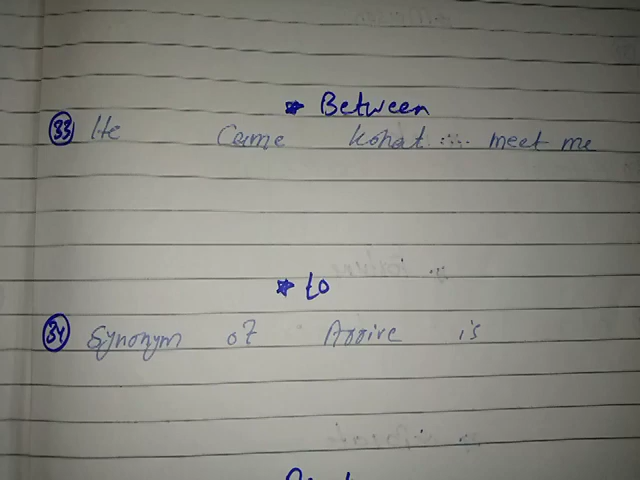 * Between
33 He Came Kohat ..... meet me
* to
34 Synonym of Arrive is